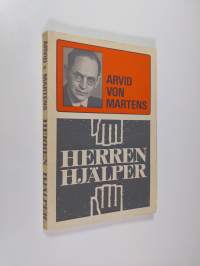 ARVID
VON
MARTENS
HERREN
HJÄLPER
ARVID v. MARTENS HERREN HJÄLPER